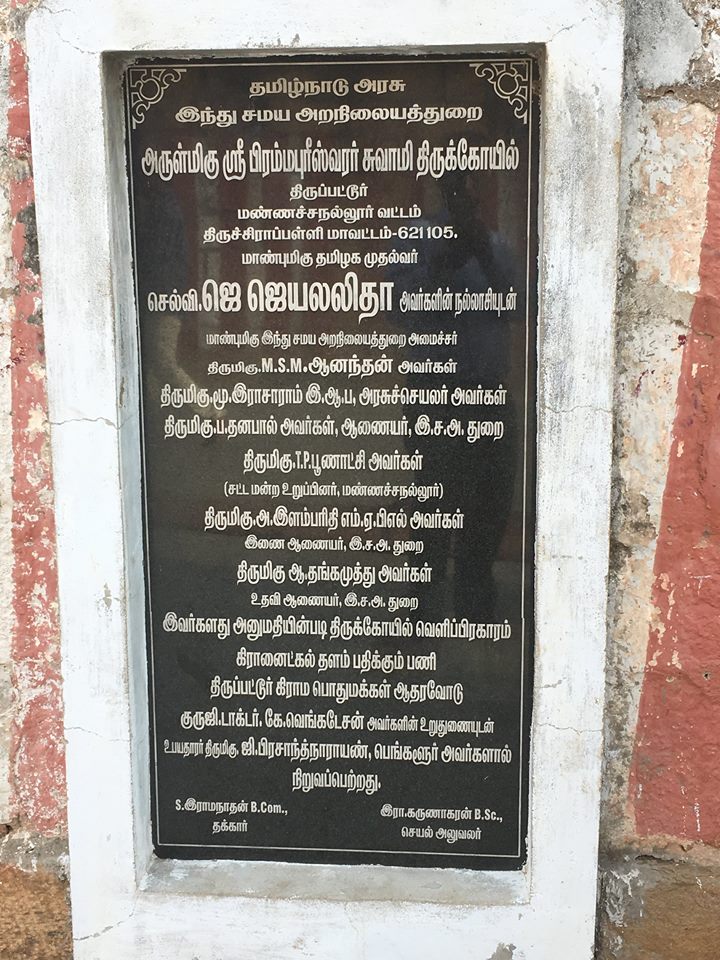 தமிழ்நாடு அரசு
இந்து சமய அறநிலையத்துறை
அருள்மிகு ஸ்ரீ பிரம்மபுரீஸ்வரர் சுவாமி திருக்கோயில்
திருப்பட்டூர்
மண்ணச்சநல்லூர் வட்டம்
திருச்சிராப்பள்ளி மாவட்டம்-621 105.
மாண்புமிகு தமிழக முதல்வர்
செல்வி.ஜெ ஜெயலலிதா அவர்களின் நல்லாசியுடன்
மாண்புமிகு இந்து சமய அறநிலையத்துறை அமைச்சர்
திருமிகு.M.S.M.ஆனந்தன் அவர்கள்
திருமிகு.மு.இராசாராம் இ.ஆ.ப, அரசுச்செயலர் அவர்கள்
திருமிகு.ப.தனபால் அவர்கள், ஆணையர், இ.ச.அ. துறை
திருமிகு.T.P.பூணாட்சி அவர்கள்
(சட்ட மன்ற உறுப்பினர், மண்ணச்சநல்லூர்)
திருமிகு.அ.இளம்பரிதி எம்.ஏ.பிஎல் அவர்கள்
இணை ஆணையர், இ.ச.அ. துறை
திருமிகு ஆ.தங்கமுத்து அவர்கள்
உதவி ஆணையர், இ.ச.அ. துறை
இவர்களது அனுமதியின்படி திருக்கோயில் வெளிப்பிரகாரம்
கிரானைட்கல் தளம் பதிக்கும் பணி
திருப்பட்டூர் கிராம பொதுமக்கள் ஆதரவோடு
குருஜி.டாக்டர். கே.வெங்கடேசன் அவர்களின் உறுதுணையுடன்
உபயதாரர் திருமிகு. ஜி.பிரசாந்த்நாராயண், பெங்களூர் அவர்களால்
நிறுவப்பெற்றது.
S.இராமநாதன் B.Com.,
தக்கார்
இரா.கருணாகரன் B.Sc.,
செயல் அலுவலர்